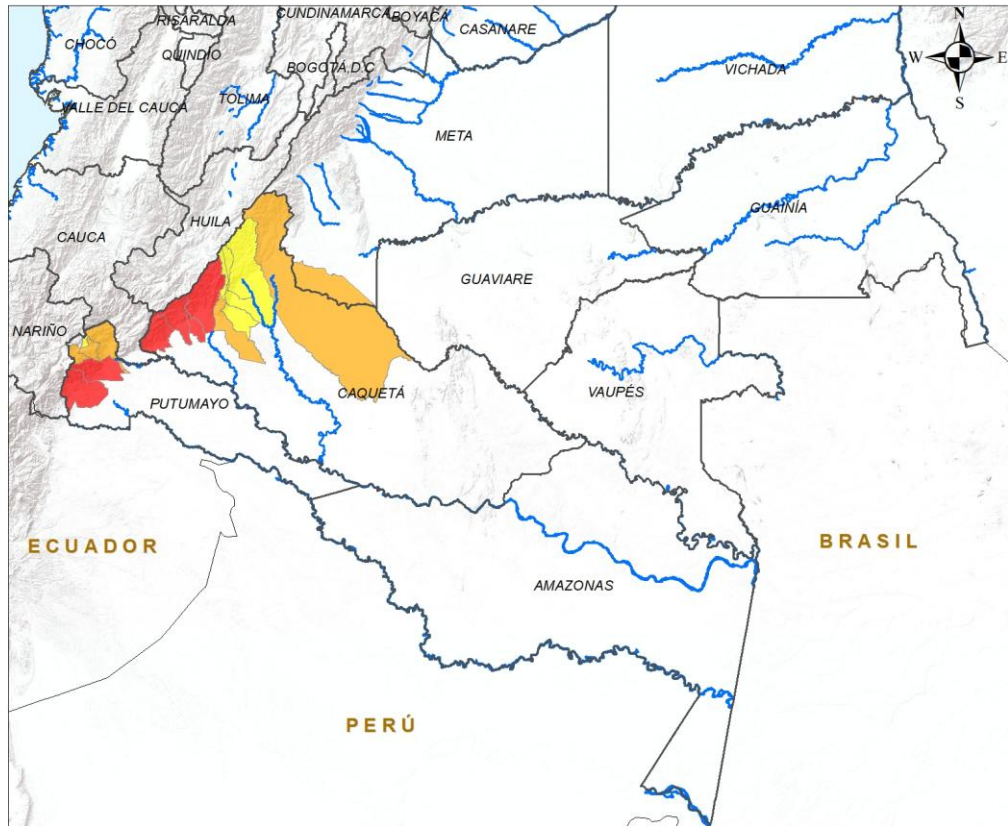 CUNDINAMARCA
BOYACÁ
RISARALDA
CASANARE
N
CHOCÓ
QUINDIO
BOGOTÁ D.C
W
E
VICHADA
S
TOLIMA
VALLE DEL CAUCA
META
GUAINÍA
HUILA
CAUCA
GUAVIARE
NARIÑO
CAQUETÁ
VAUPÉS
PUTUMAYO
ECUADOR
BRASIL
AMAZONAS
PERÚ